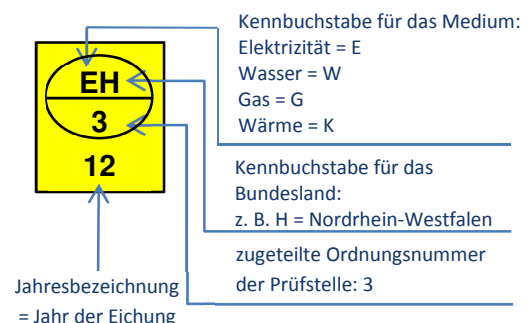 EH
3
12
Kennbuchstabe für das Medium:
Elektrizität = E
Wasser = W
Gas = G
Wärme = K
Kennbuchstabe für das
Bundesland:
z. B. H = Nordrhein-Westfalen
zugeteilte Ordnungsnummer
der Prüfstelle: 3
Jahresbezeichnung
= Jahr der Eichung